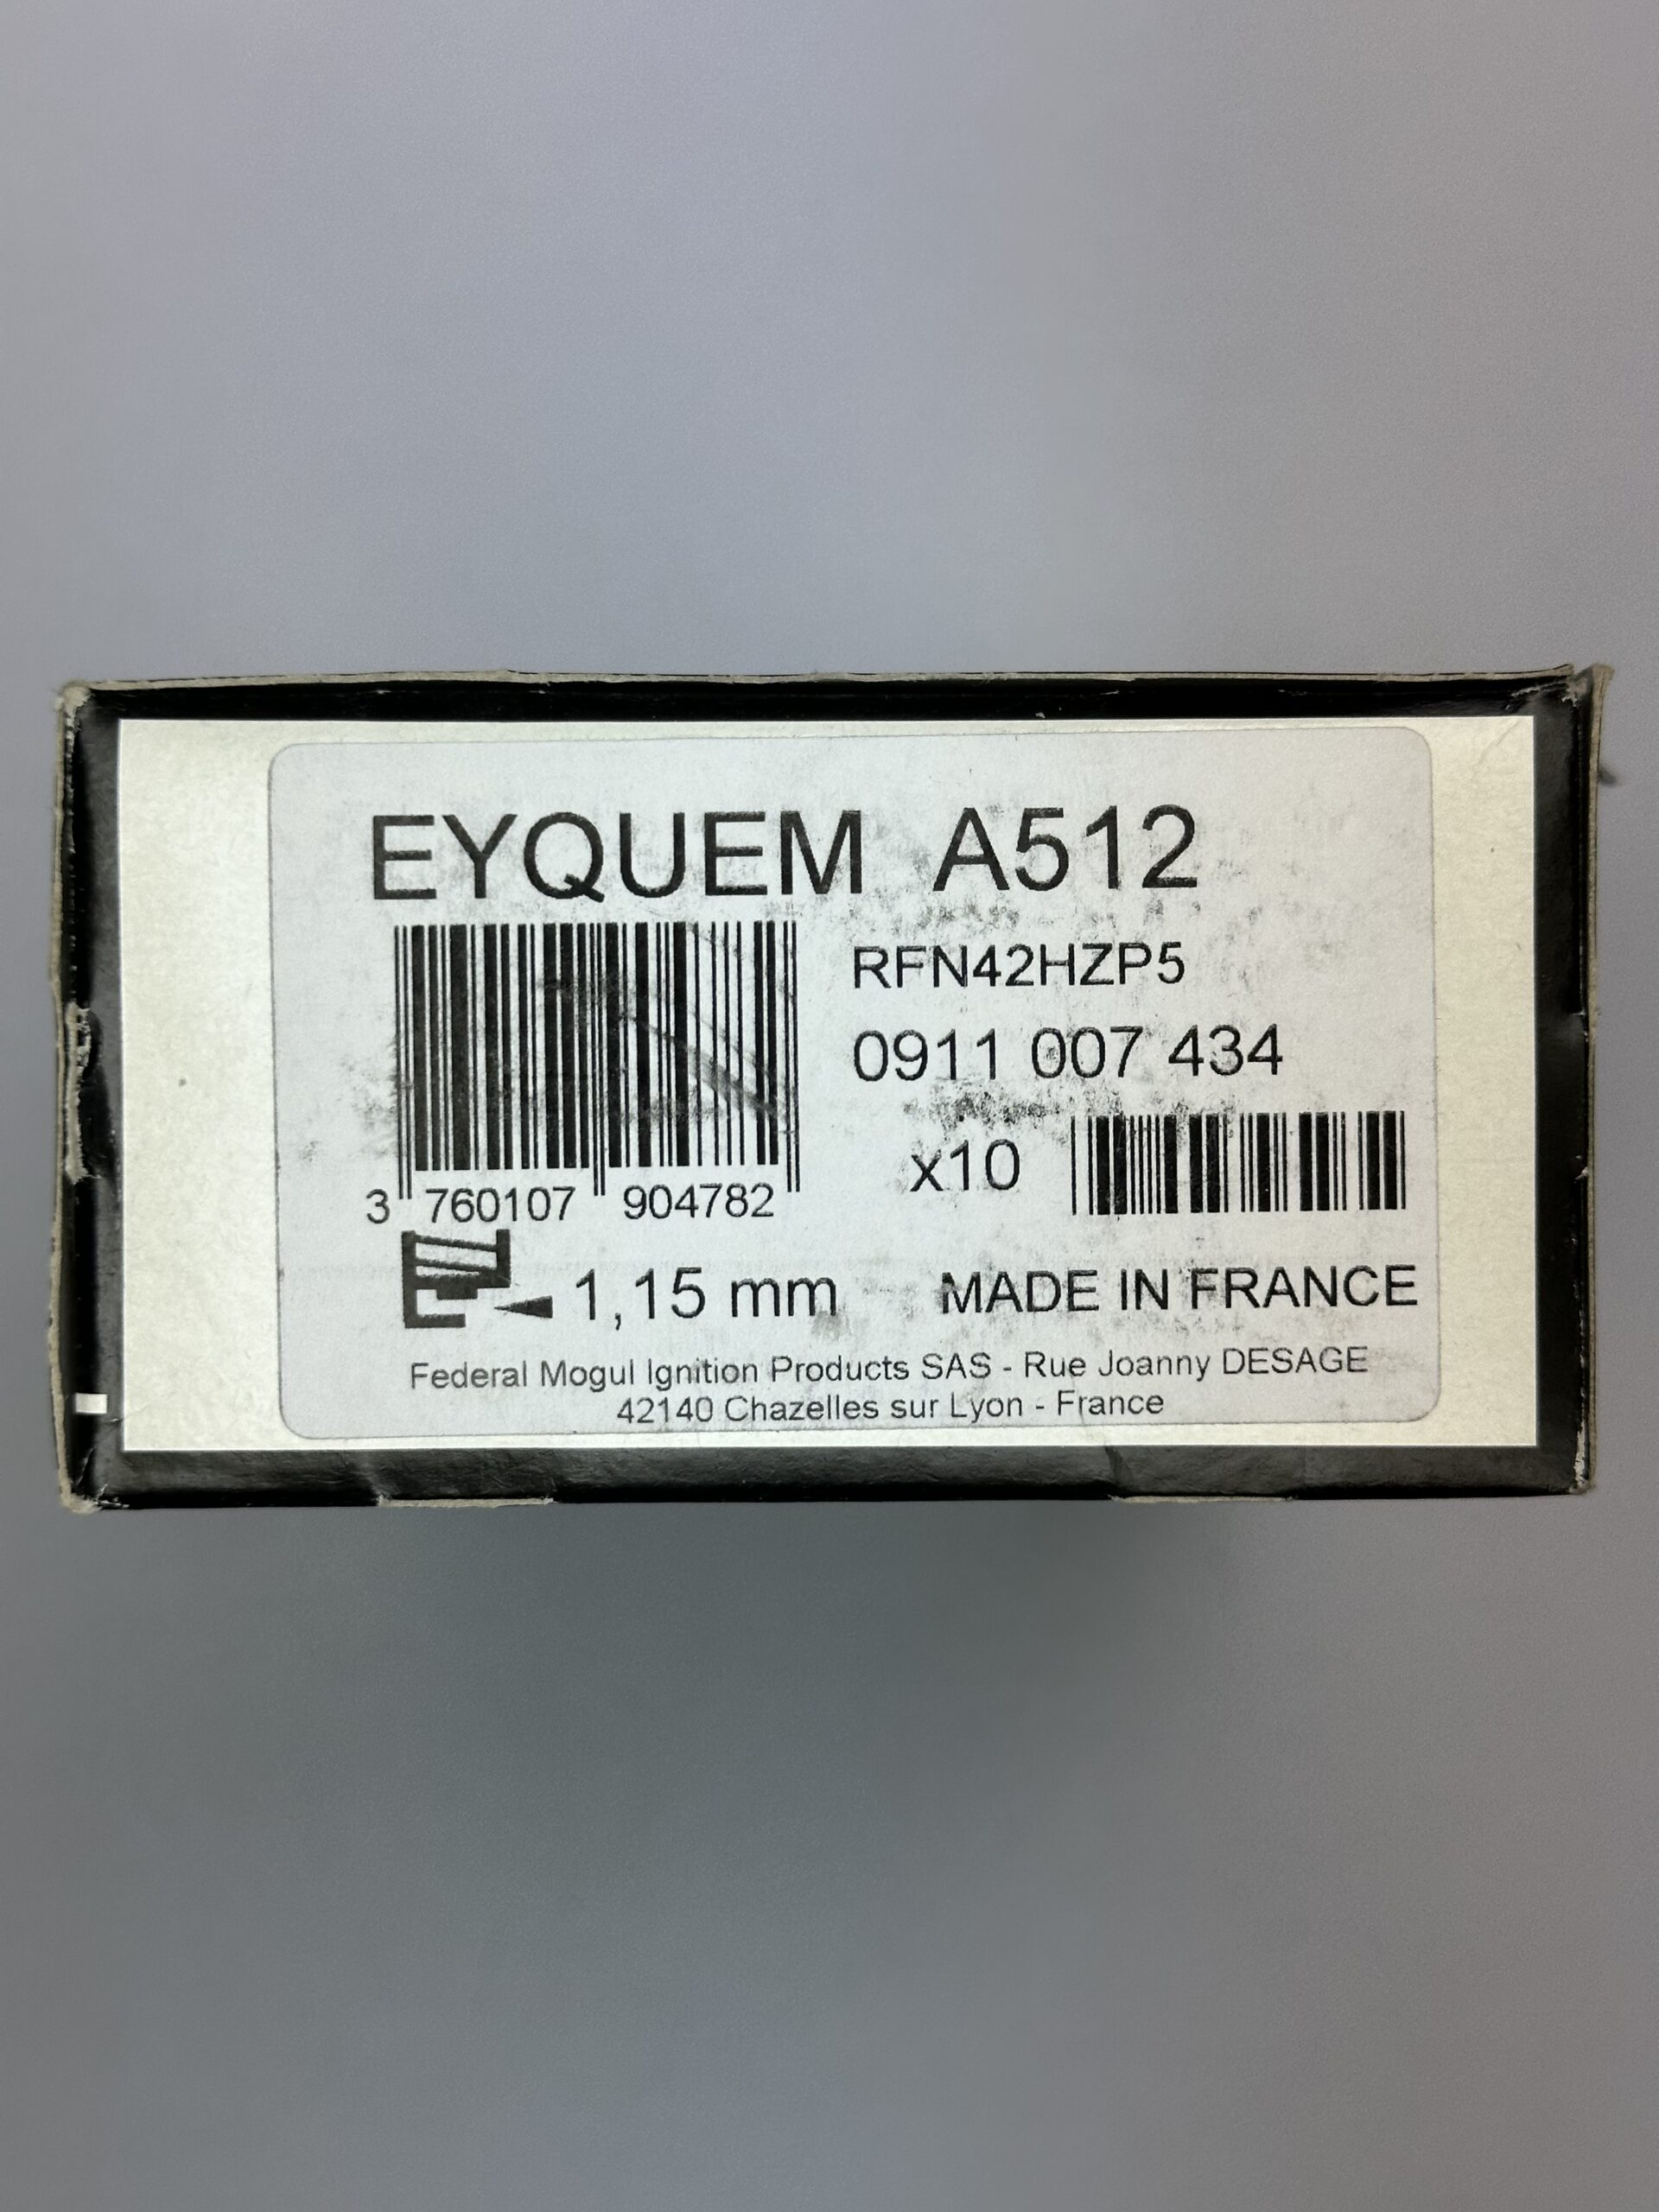 EYQUEM A512
RFN42HZP5
0911 007 434
x10
3 760107 904782
1,15 mm MADE IN FRANCE
Federal Mogul Ignition Products SAS - Rue Joanny DESAGE
42140 Chazelles sur Lyon - France